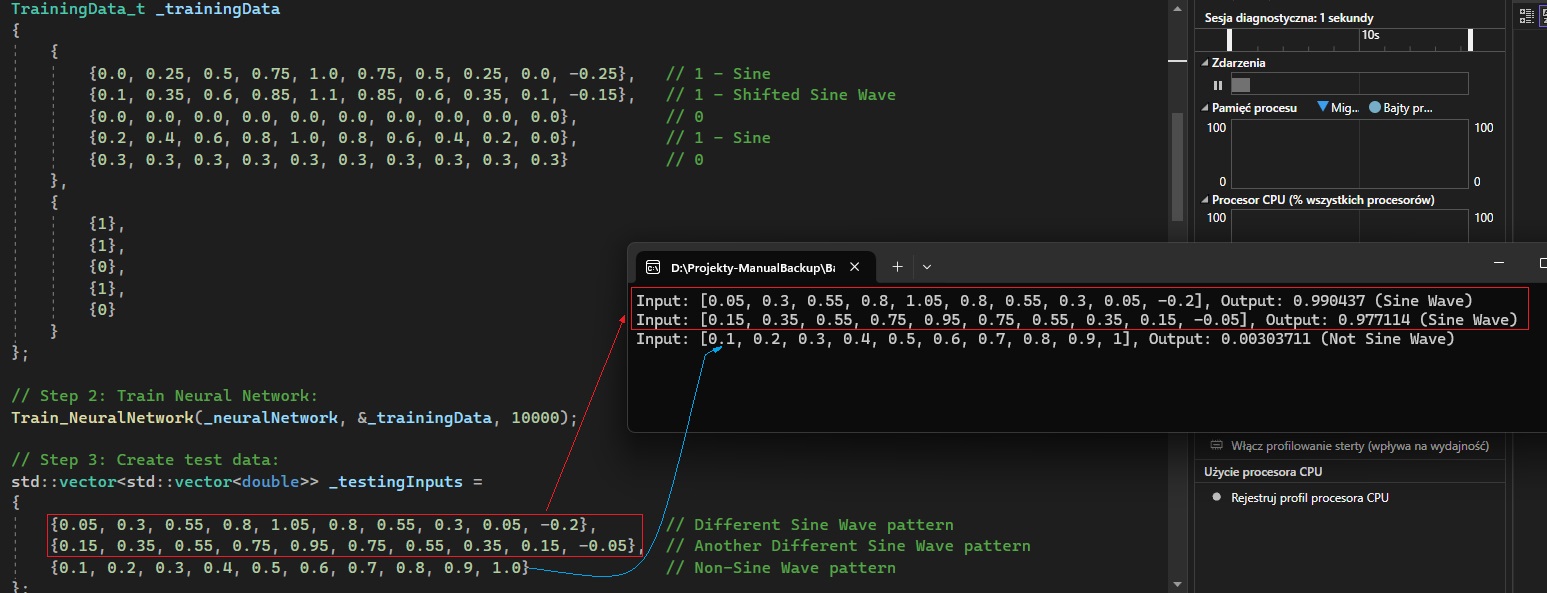 TrainingData_t _trainingData
{
{
{0.0, 0.25, 0.5, 0.75, 1.0, 0.75, 0.5, 0.25, 0.0, -0.25},   // 1 - Sine
{0.1, 0.35, 0.6, 0.85, 1.1, 0.85, 0.6, 0.35, 0.1, -0.15},   // 1 - Shifted Sine Wave
{0.0, 0.0, 0.0, 0.0, 0.0, 0.0, 0.0, 0.0, 0.0, 0.0},   // 0
{0.2, 0.4, 0.6, 0.8, 1.0, 0.8, 0.6, 0.4, 0.2, 0.0},   // 1 - Sine
{0.3, 0.3, 0.3, 0.3, 0.3, 0.3, 0.3, 0.3, 0.3, 0.3}   // 0
},
{
{1},
{1},
{0},
{1},
{0}
}
};
// Step 2: Train Neural Network:
Train_NeuralNetwork(_neuralNetwork, &_trainingData, 10000);
// Step 3: Create test data:
std::vector<std::vector<double>> _testingInputs =
{
{0.05, 0.3, 0.55, 0.8, 1.05, 0.8, 0.55, 0.3, 0.05, -0.2},   // Different Sine Wave pattern
{0.15, 0.35, 0.55, 0.75, 0.95, 0.75, 0.55, 0.35, 0.15, -0.05},   // Another Different Sine Wave pattern
{0.1, 0.2, 0.3, 0.4, 0.5, 0.6, 0.7, 0.8, 0.9, 1.0}   // Non-Sine Wave pattern
};
Sesja diagnostyczna: 1 sekundy
10s
Zdarzenia
Pamięć procesu   Mig...   Bajty pr...
100   100
0   0
Procesor CPU (% wszystkich procesorów)
100   100
D:\Projekty-ManualBackup\Ba
Input: [0.05, 0.3, 0.55, 0.8, 1.05, 0.8, 0.55, 0.3, 0.05, -0.2], Output: 0.990437 (Sine Wave)
Input: [0.15, 0.35, 0.55, 0.75, 0.95, 0.75, 0.55, 0.35, 0.15, -0.05], Output: 0.977114 (Sine Wave)
Input: [0.1, 0.2, 0.3, 0.4, 0.5, 0.6, 0.7, 0.8, 0.9, 1], Output: 0.00303711 (Not Sine Wave)
Włącz profilowanie sterty (wpływa na wydajność)
Użycie procesora CPU
Rejestruj profil procesora CPU